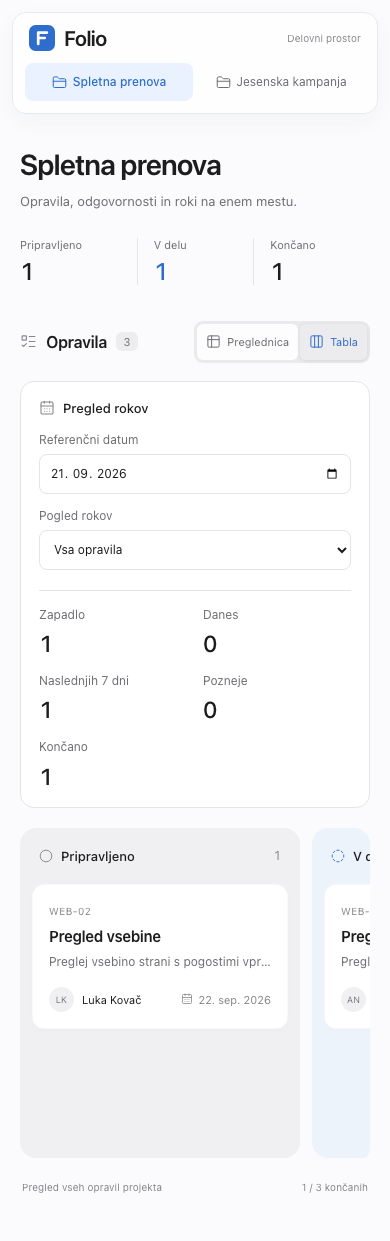 Folio
Delovni prostor
Spletna prenova
Jesenska kampanja
Spletna prenova
Opravila, odgovornosti in roki na enem mestu.
Pripravljeno
V delu
Končano
1
1
1
Opravila
3
Preglednica
Tabla
Pregled rokov
Referenčni datum
21. 09. 2026
Pogled rokov
Vsa opravila
Zapadlo
Danes
1
0
Naslednjih 7 dni
Pozneje
1
0
Končano
1
Pripravljeno
1
WEB-02
Pregled vsebine
Preglej vsebino strani s pogostimi vpr...
LK
Luka Kovač
22. sep. 2026
V d
WEB-
Preg
Pregl
AN
Pregled vseh opravil projekta
1 / 3 končanih